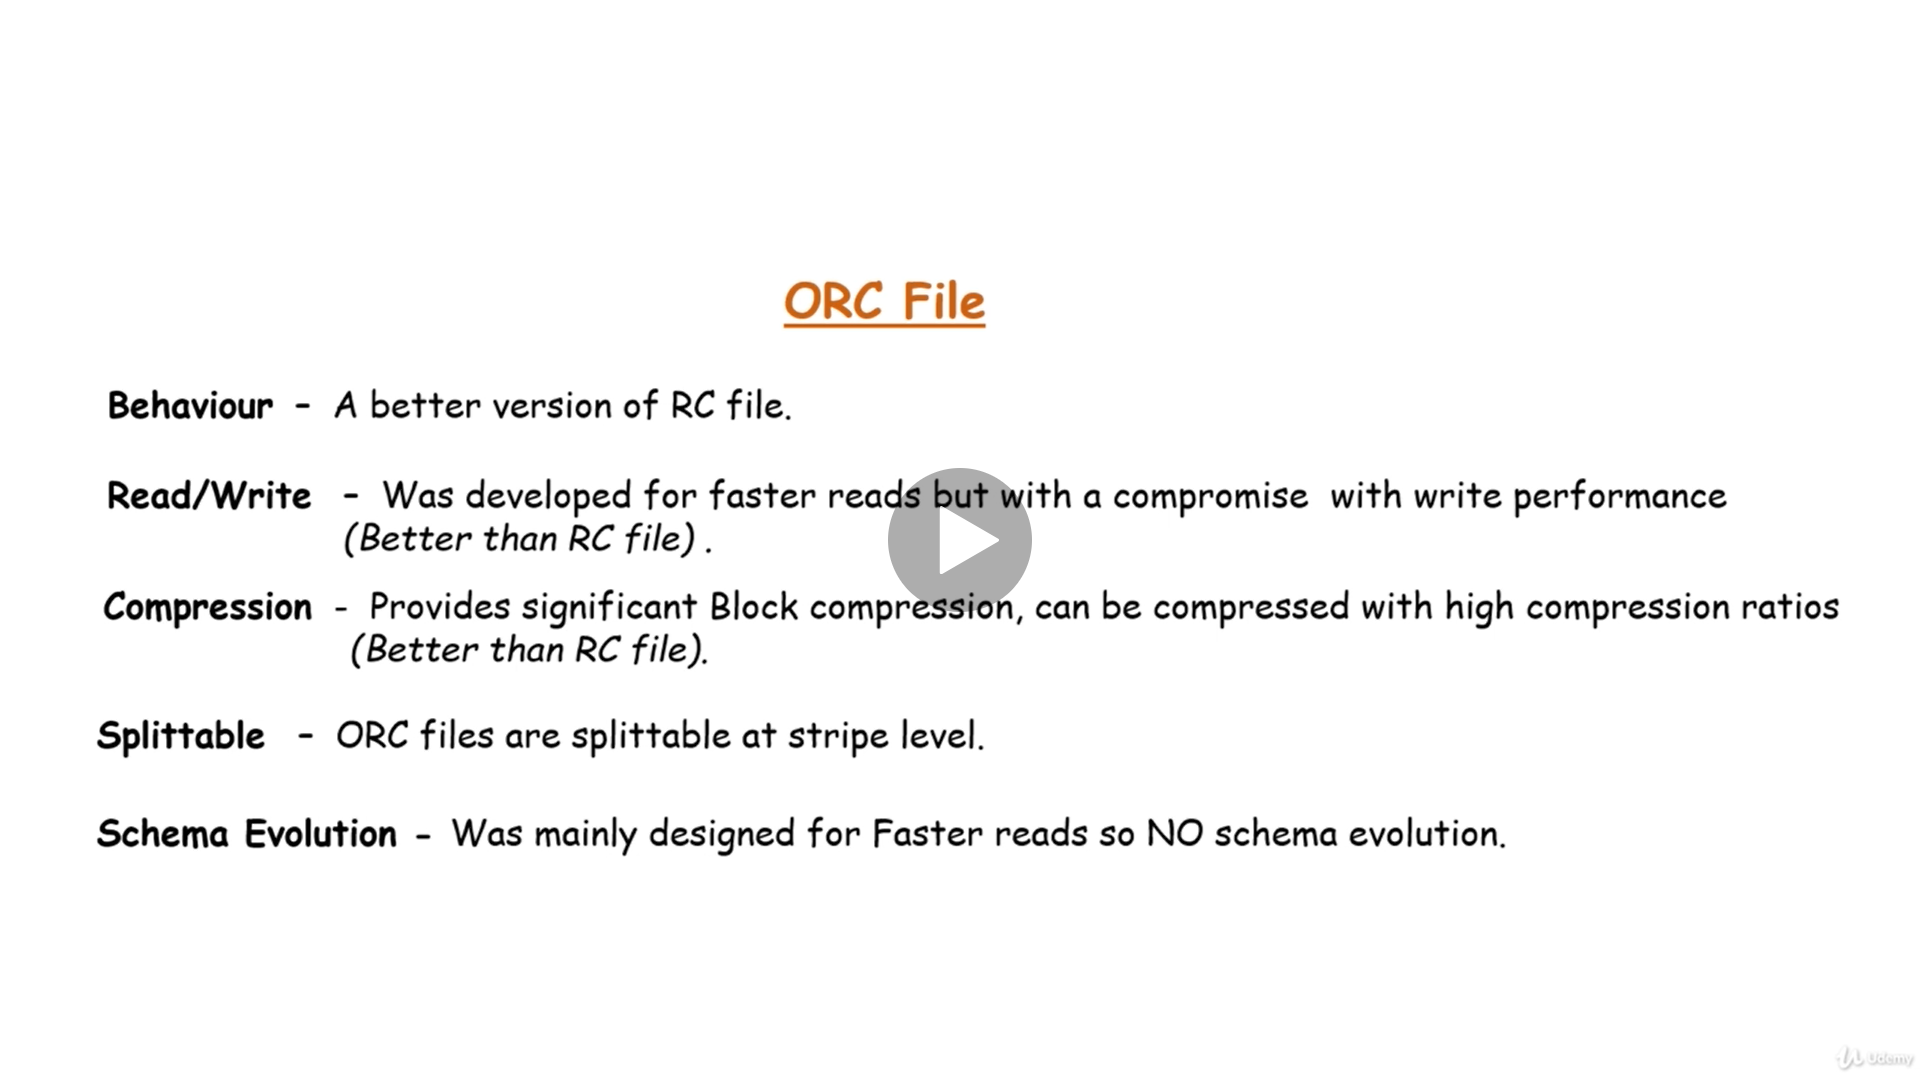 ORC File
Behaviour - A better version of RC file.
Read/Write - Was developed for faster reads but with a compromise with write performance
(Better than RC file) .
Compression - Provides significant Block compression, can be compressed with high compression ratios
(Better than RC file).
Splittable - ORC files are splittable at stripe level.
Schema Evolution - Was mainly designed for Faster reads so NO schema evolution.
Udemy